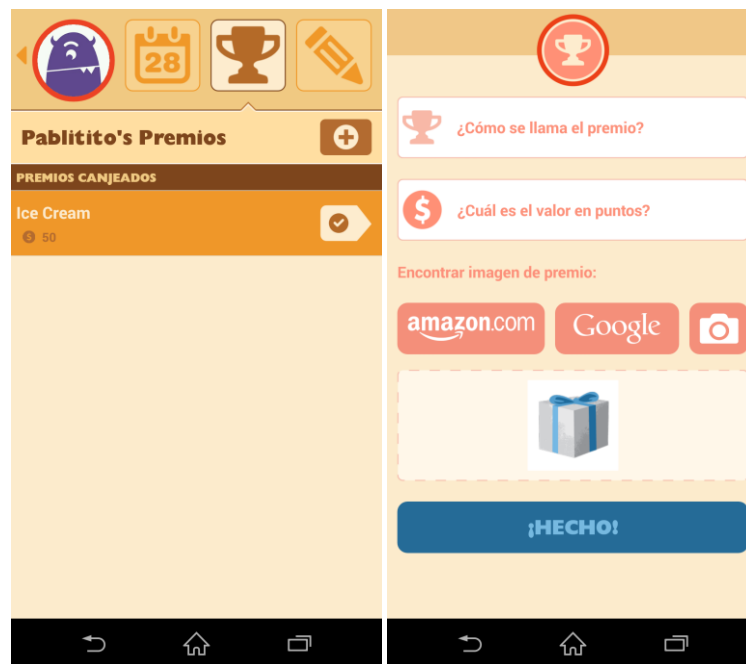 28
Pablitito's Premios
PREMIOS CANJEADOS
Ice Cream
$ 50
¿Cómo se llama el premio?
$ ¿Cuál es el valor en puntos?
Encontrar imagen de premio:
amazon.com Google
¡HECHO!